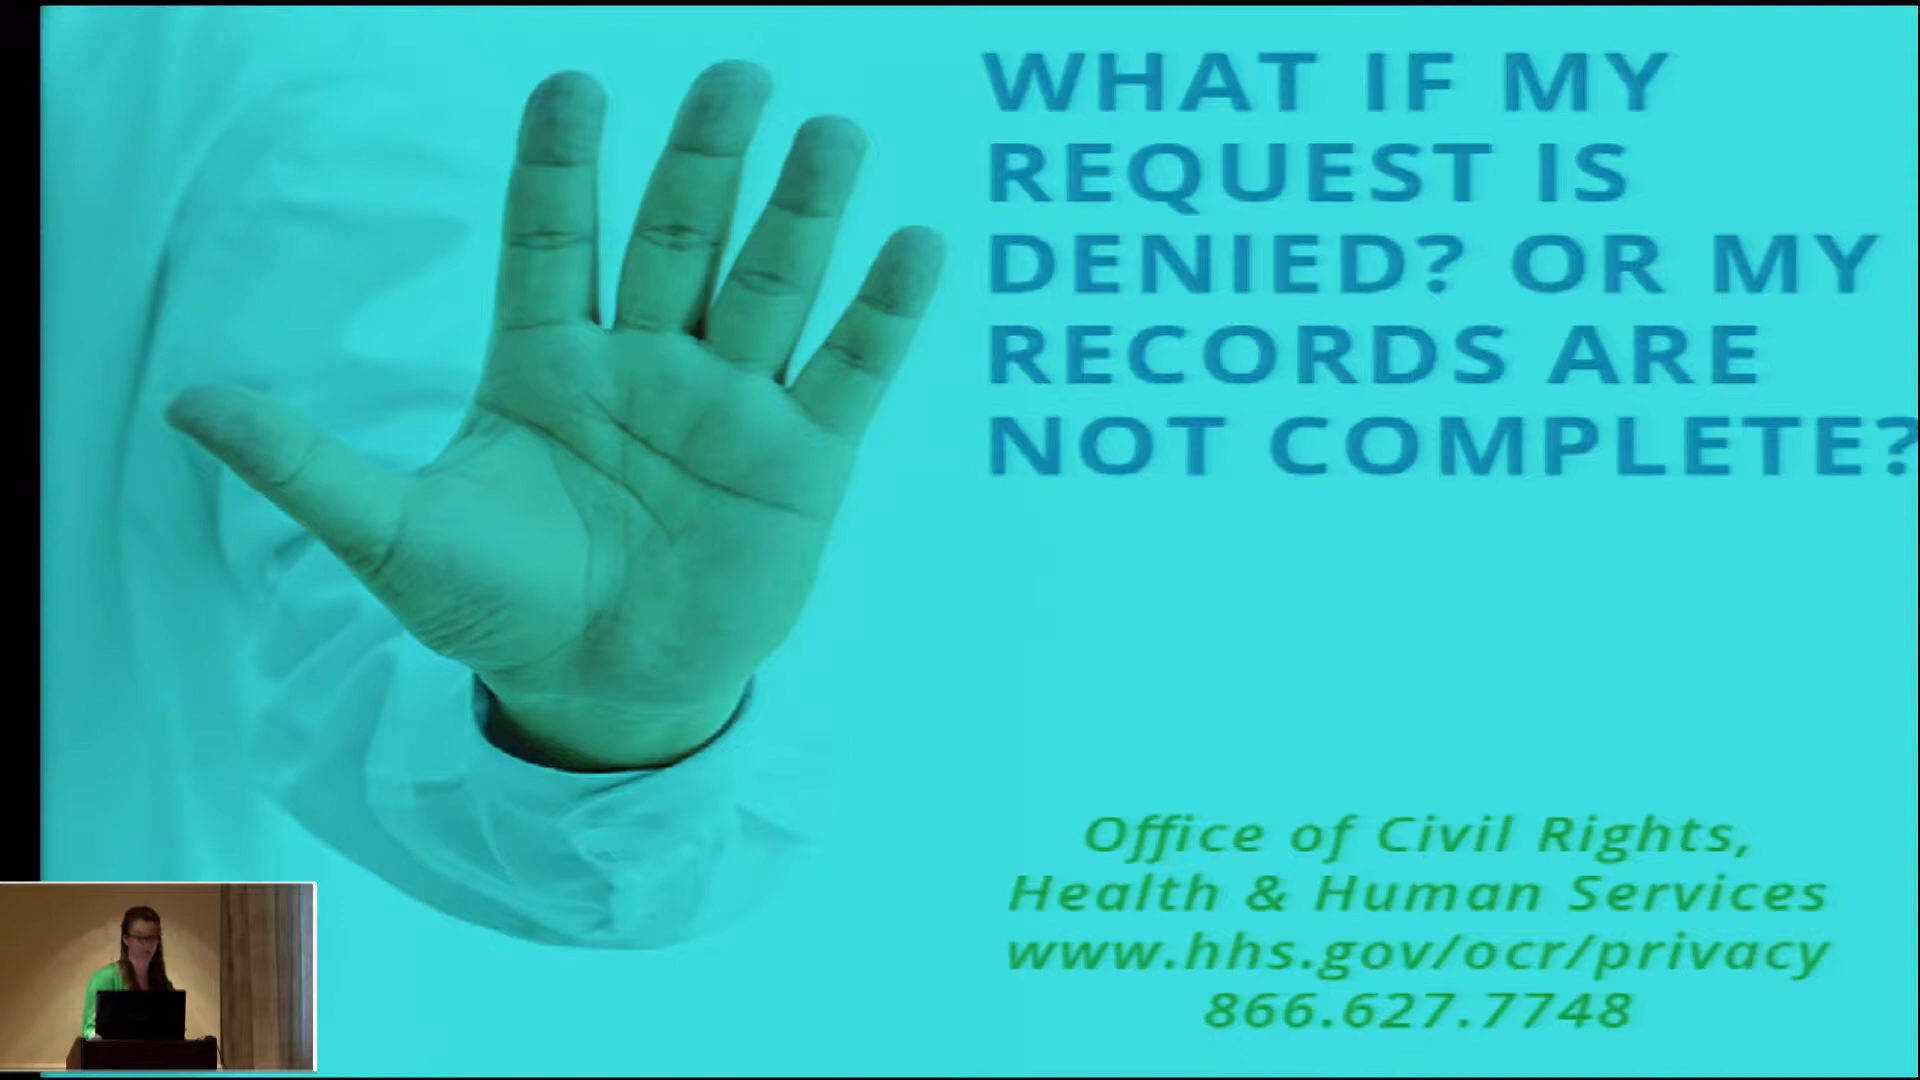 WHAT IF MY
REQUEST IS
DENIED? OR MY
RECORDS ARE
NOT COMPLETE?
Office of Civil Rights,
Health & Human Services
www.hhs.gov/ocr/privacy
866.627.7748